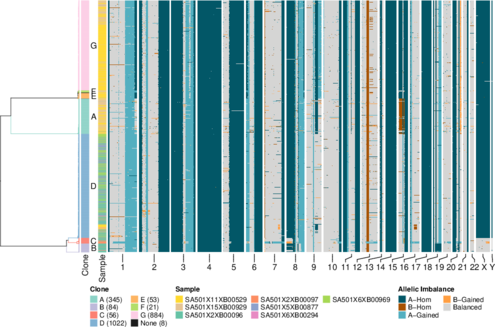 G
E
E
A
D
C
B
Clone
Sample
1 2 3 4 5 6 7 8 9 10 11 12 13 14 15 16 17 18 19 20 21 22 X Y
Clone
A (345)
B (84)
C (56)
D (1022)
E (53)
F (21)
G (884)
None (8)
Sample
SA501X11XB00529
SA501X15XB00929
SA501X2XB00096
SA501X2XB00097
SA501X5XB00877
SA501X6XB00294
SA501X6XB00969
Allelic Imbalance
A–Hom
B–Hom
A–Gained
B–Gained
Balanced